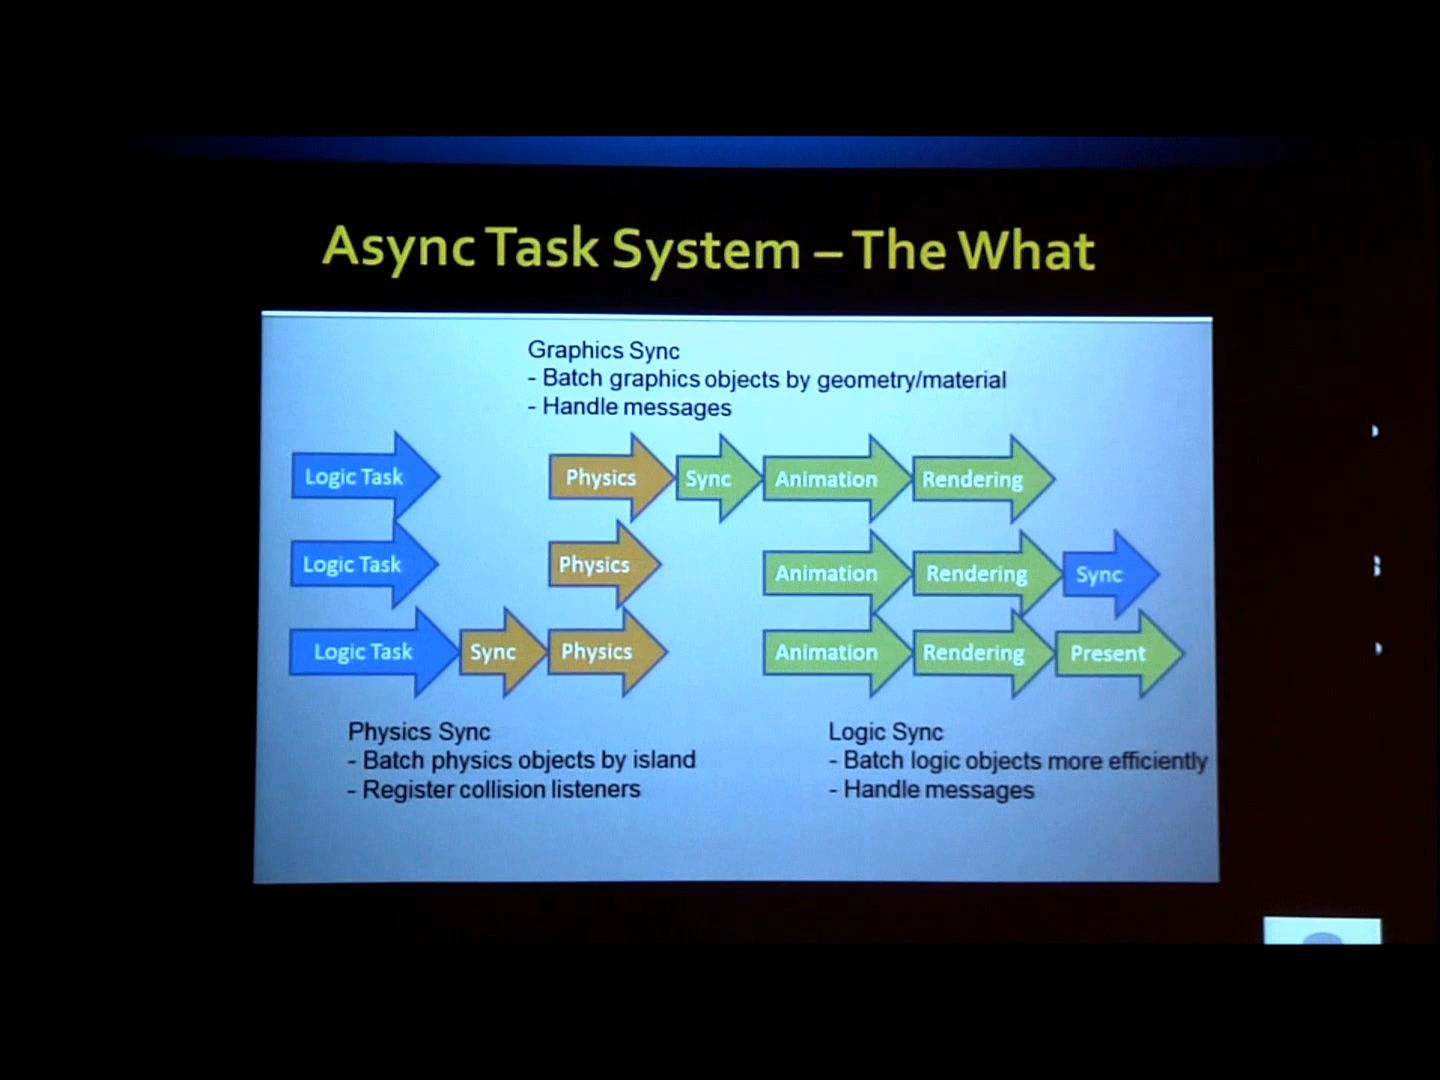 Async Task System – The What
Graphics Sync
- Batch graphics objects by geometry/material
- Handle messages
Logic Task
Physics
Sync
Animation
Rendering
Logic Task
Physics
Animation
Rendering
Sync
Logic Task
Sync
Physics
Animation
Rendering
Present
Physics Sync
- Batch physics objects by island
- Register collision listeners
Logic Sync
- Batch logic objects more efficiently
- Handle messages